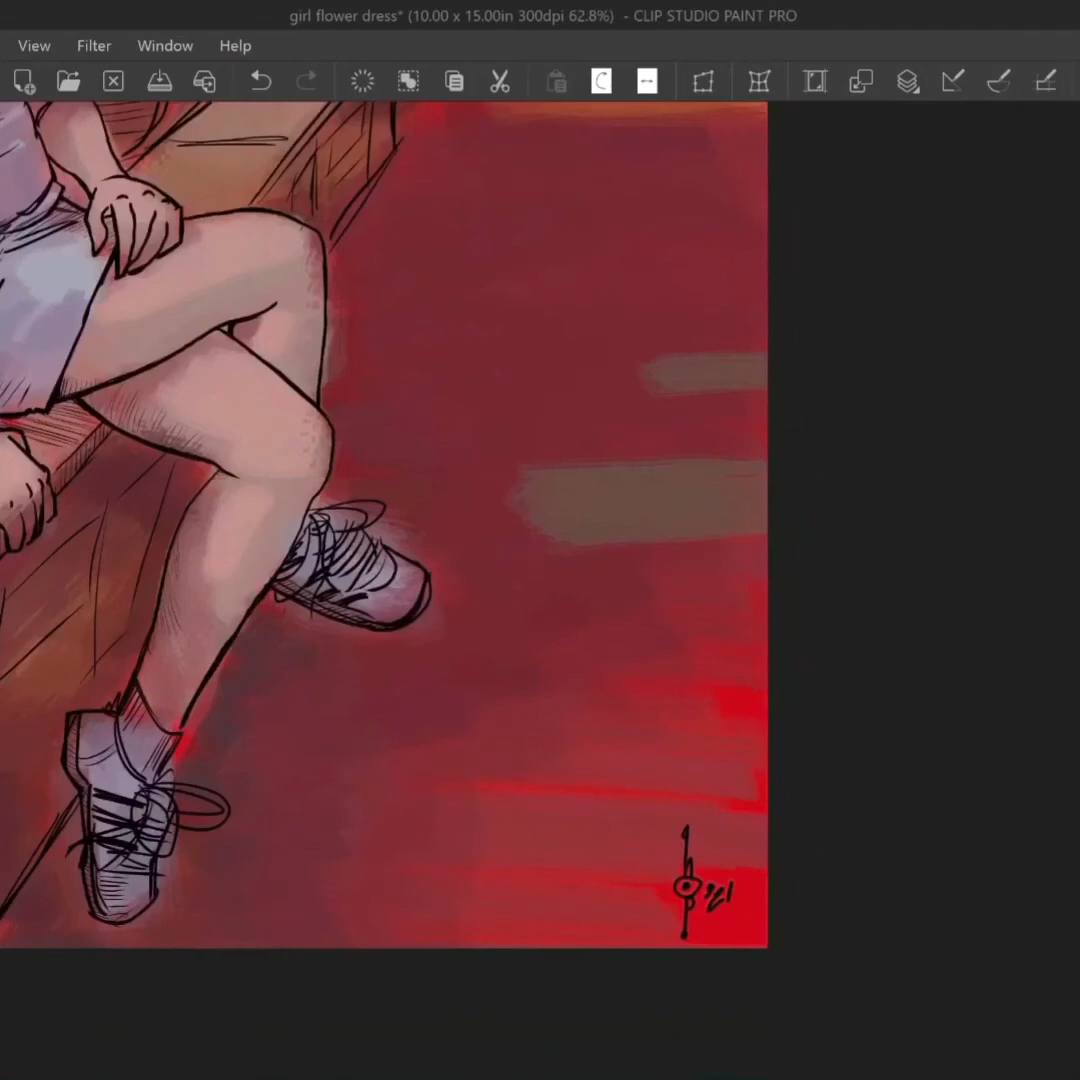 girl flower dress* (10.00 x 15.00in 300dpi 62.8%) - CLIP STUDIO PAINT PRO
View Filter Window Help
'21